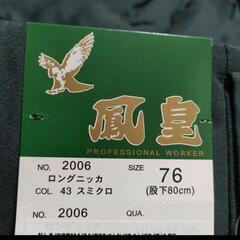 鳳皇
PROFESSIONAL WORKER
NO. 2006 SIZE 76
ロングニッカ
COL. 43 スミクロ (股下80cm)
NO. 2006 QUA.